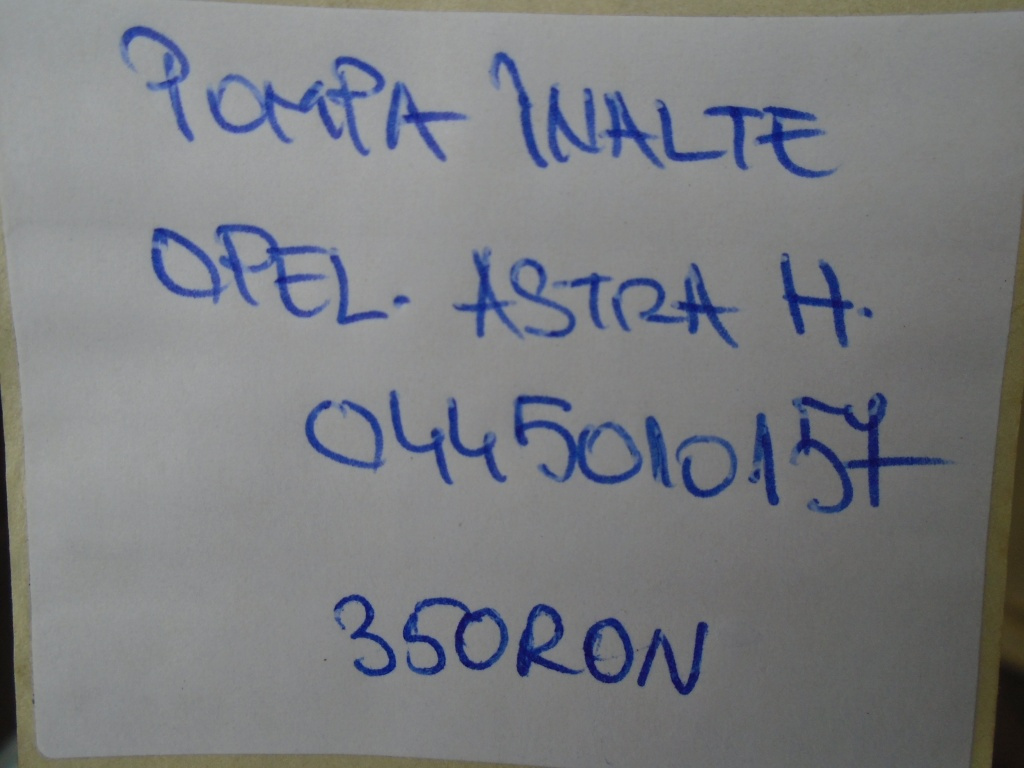 POMPA INALTE
OPEL. ASTRA H.
0445010157
350RON